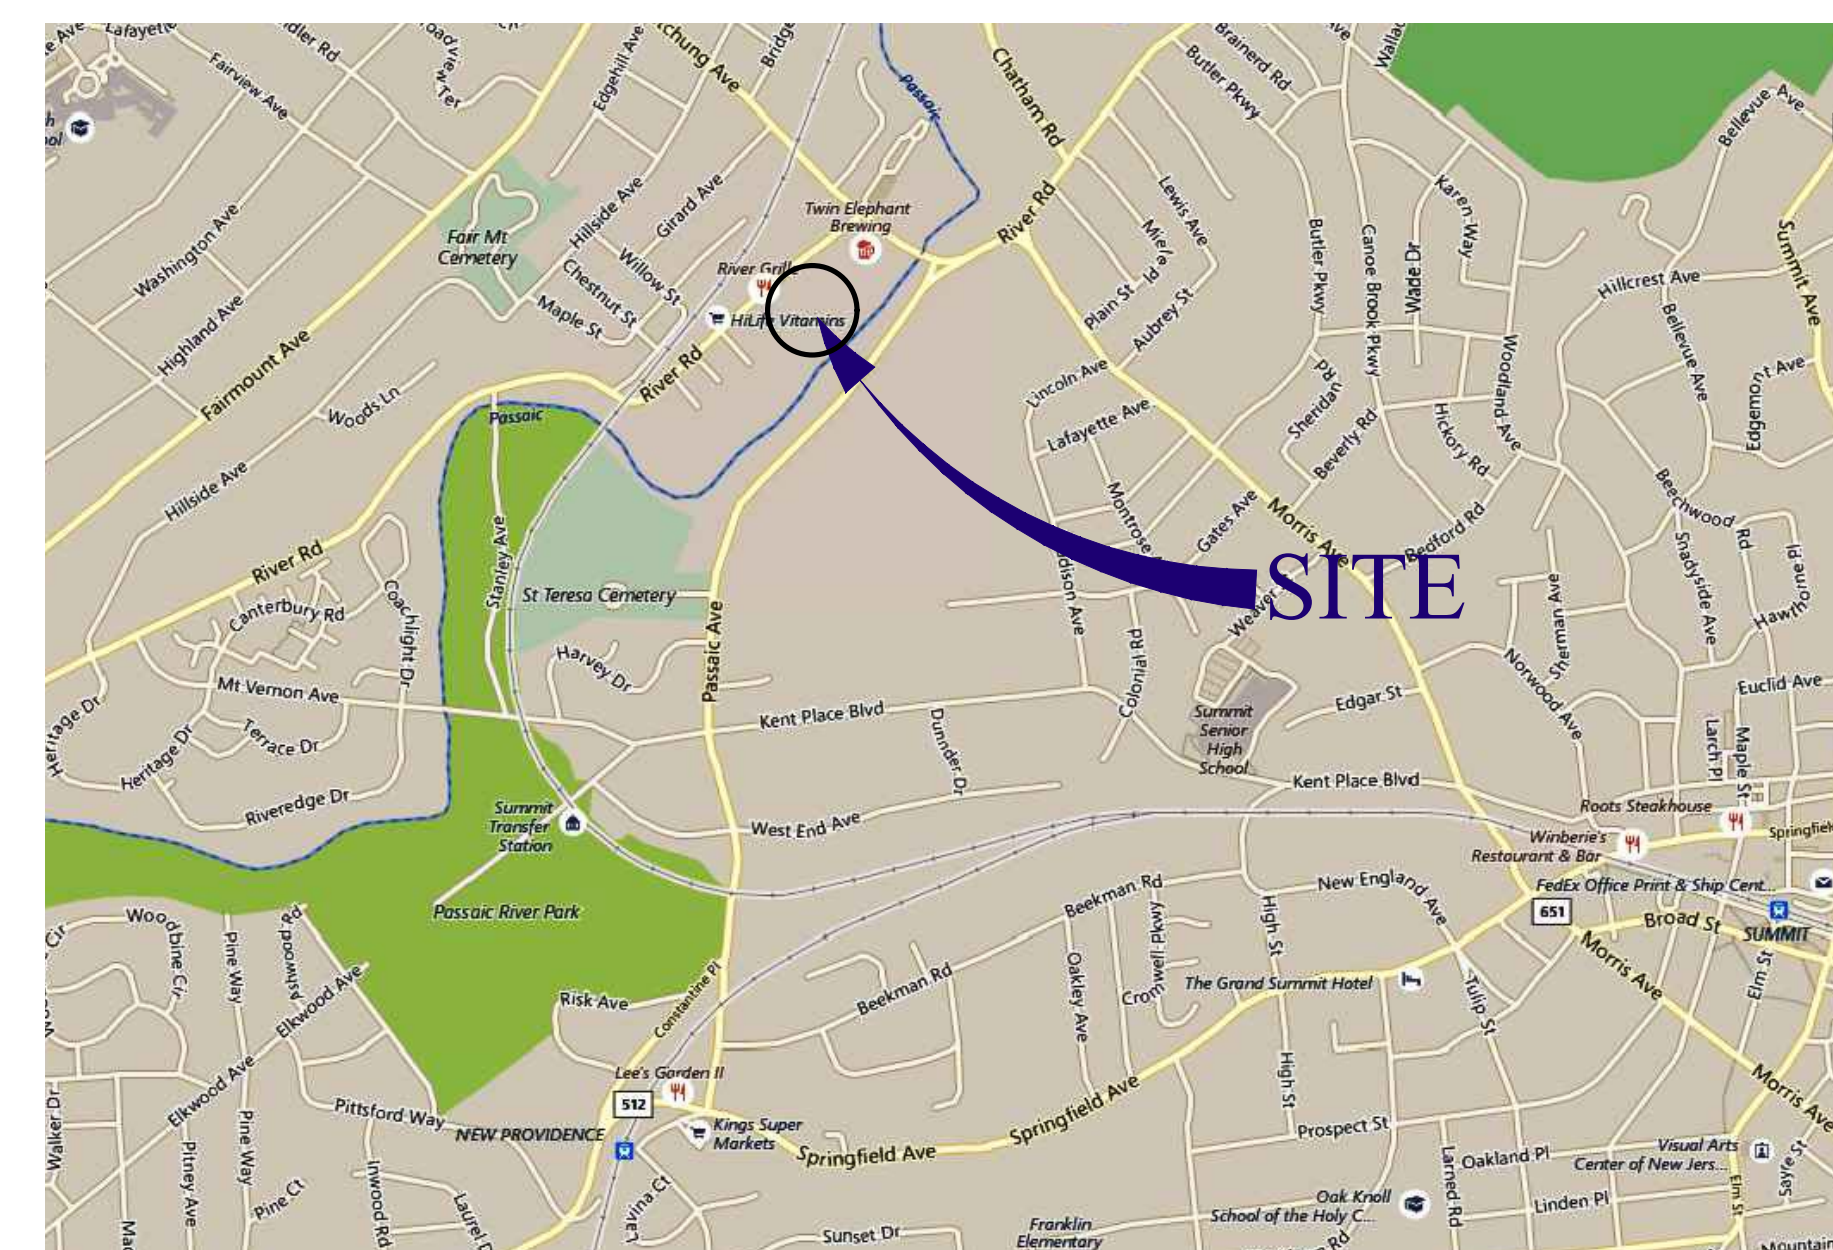 Lafayette
Fairview Ave
Edgehill Ave
Passaic
Chatham Rd
Brainerd Rd
Butler Pkwy
Bellevue Ave
Washington Ave
Highland Ave
Fairmount Ave
Fair Mt
Cemetery
Hillside Ave
Girard Ave
Willow St
Chestnut St
Maple St
Twin Elephant
Brewing
River Grille
HiLife Vitamins
River Rd
River Rd
Lewis Ave
Plain St
Aubrey St
Butler Pkwy
Canoe Brook Pkwy
Wade Dr
Karen Way
Hillcrest Ave
Summit Ave
Bellevue Ave
Edgemont Ave
Woodland Ave
Woods Ln
Hillside Ave
River Rd
Passaic
Stanley Ave
St Teresa Cemetery
Passaic Ave
Lincoln Ave
Lafayette Ave
Montrose
Gates Ave
Sheridan Rd
Beverly Rd
Hickory Rd
Bedford Rd
Morris Ave
Beechwood Rd
SITE
Weaver
Sherman Ave
Norwood Ave
Euclid Ave
Larch Pl
Maple St
Canterbury Rd
Coachlight Dr
Mt Vernon Ave
Heritage Dr
Heritage Dr
Terrace Dr
Riveredge Dr
Harvey Dr
Kent Place Blvd
Colonial Rd
Edgar St
Summit
Senior
High
School
Kent Place Blvd
Summit
Transfer
Station
West End Ave
Roots Steakhouse
Winberie's
Restaurant & Bar
Springfiel
FedEx Office Print & Ship Cent...
651
Broad St
SUMMIT
Passaic River Park
Beekman Rd
New England Ave
High St
Cromwell Pkwy
Oakley Ave
Beekman Rd
The Grand Summit Hotel
Tulip St
Morris Ave
Elm St
Woodbine Cir
Pine Way
Ashwood Rd
Elkwood Ave
Risk Ave
Constantine Pl
Lee's Garden II
512
Kings Super
Markets
NEW PROVIDENCE
Springfield Ave
Springfield Ave
High St
Prospect St
Morris Ave
Walker Dr
Elkwood Ave
Pine Way
Pitney Ave
Pittsford Way
Pine Ct
Inwood Rd
Lavina Ct
Sunset Dr
Franklin
Elementary
Oak Knoll
School of the Holy C...
Larned Rd
Oakland Pl
Linden Pl
Visual Arts
Center of New Jers...
Elm St
Sayre St
Mountain